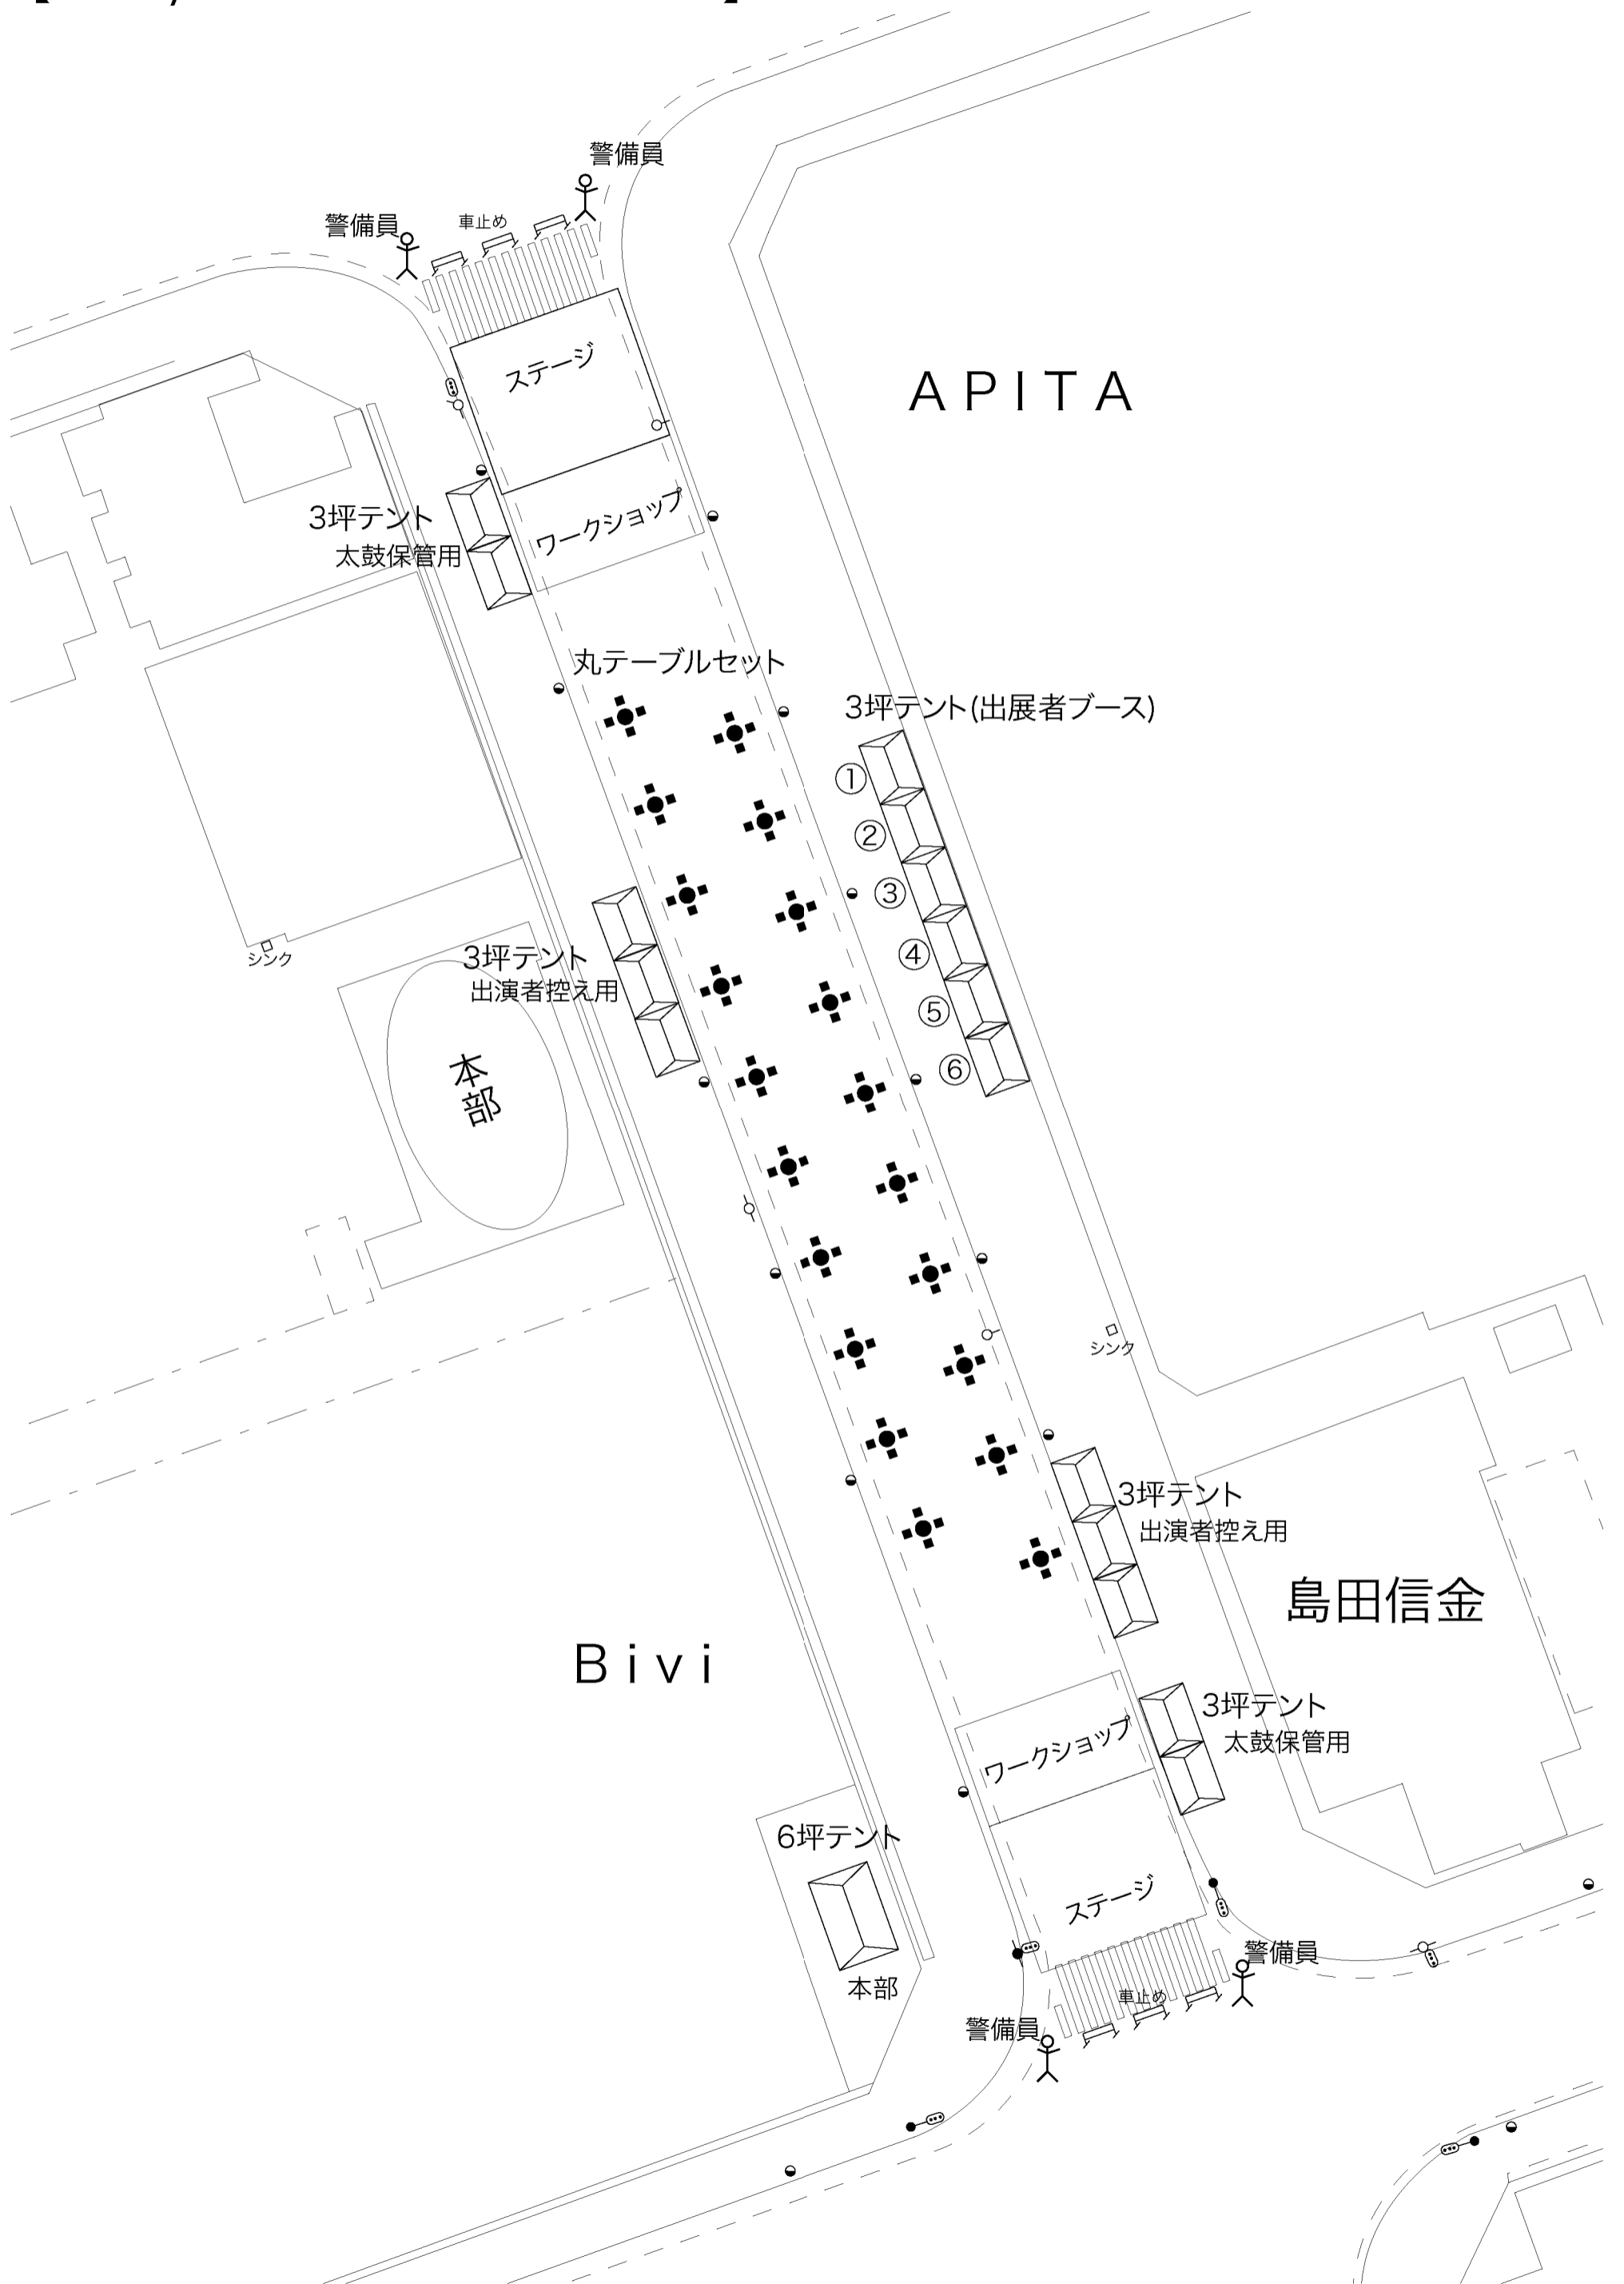 警備員
警備員
車止め
ステージ
APITA
ワークショップ
3坪テント
太鼓保管用
丸テーブルセット
3坪テント(出展者ブース)
①
②
③
④
⑤
⑥
シンク
3坪テント
出演者控え用
本部
シンク
3坪テント
出演者控え用
島田信金
Bivi
3坪テント
太鼓保管用
ワークショップ
6坪テント
本部
ステージ
警備員
車止め
警備員